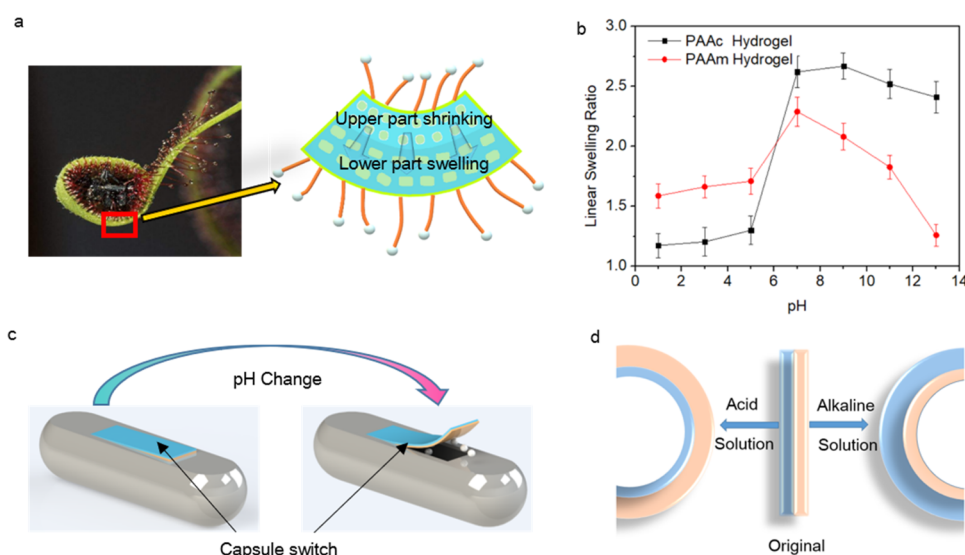 a
Upper part shrinking
Lower part swelling
b
PAAc Hydrogel
PAAm Hydrogel
Linear Swelling Ratio
2.5
2.0
1.5
1.0
0 2 4 6 8 10 12 14
pH
c
pH Change
Capsule switch
d
Acid
Solution
Alkaline
Solution
Original